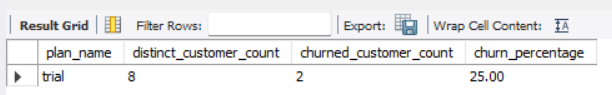 Result Grid Filter Rows: Export: Wrap Cell Content:
plan_name distinct_customer_count churned_customer_count churn_percentage
trial 8 2 25.00